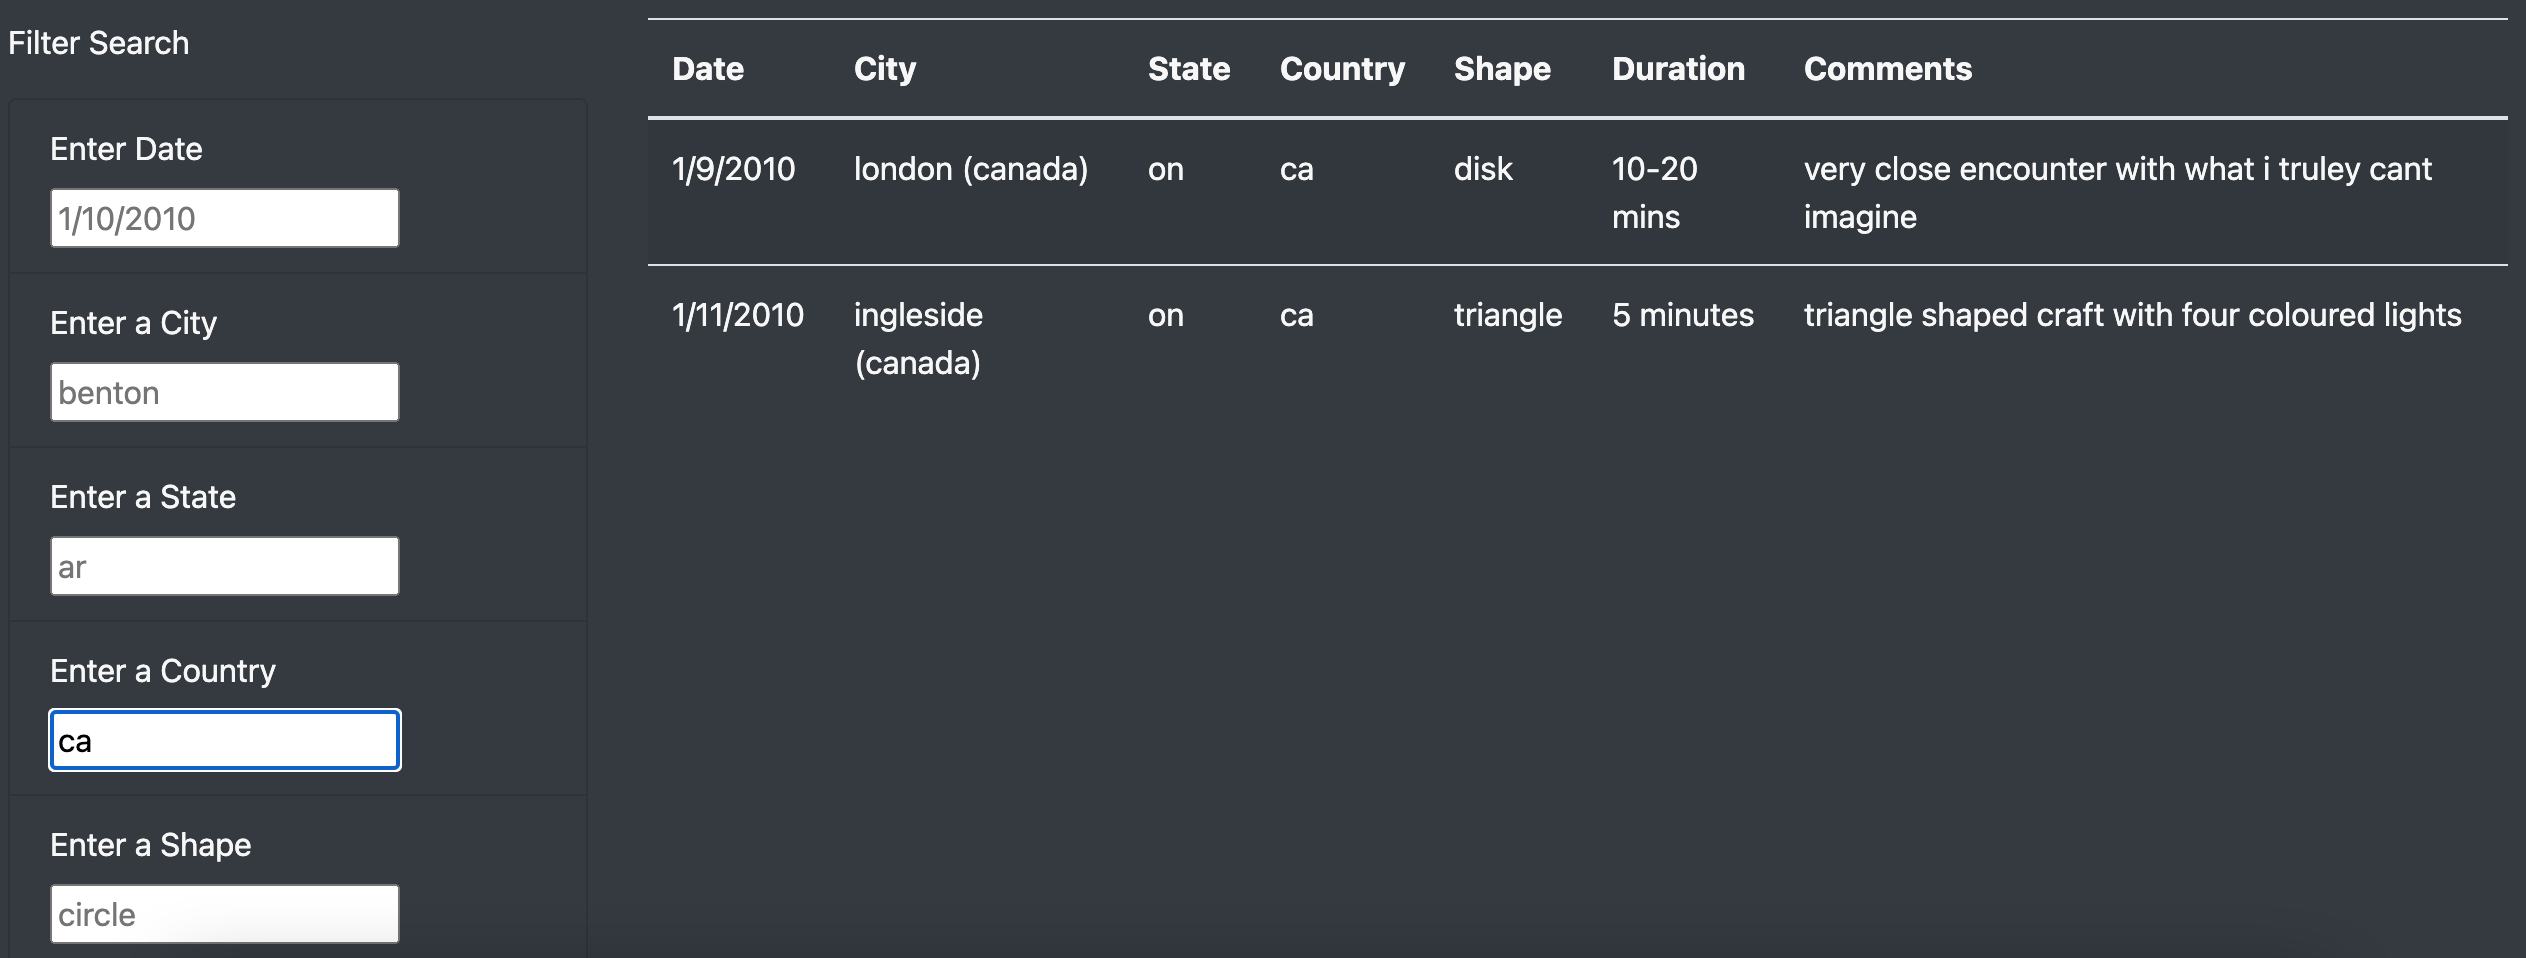 Filter Search
Enter Date
1/10/2010
Enter a City
benton
Enter a State
ar
Enter a Country
ca
Enter a Shape
circle
Date City State Country Shape Duration Comments
1/9/2010 london (canada) on ca disk 10-20 very close encounter with what i truley cant
mins imagine
1/11/2010 ingleside on ca triangle 5 minutes triangle shaped craft with four coloured lights
(canada)